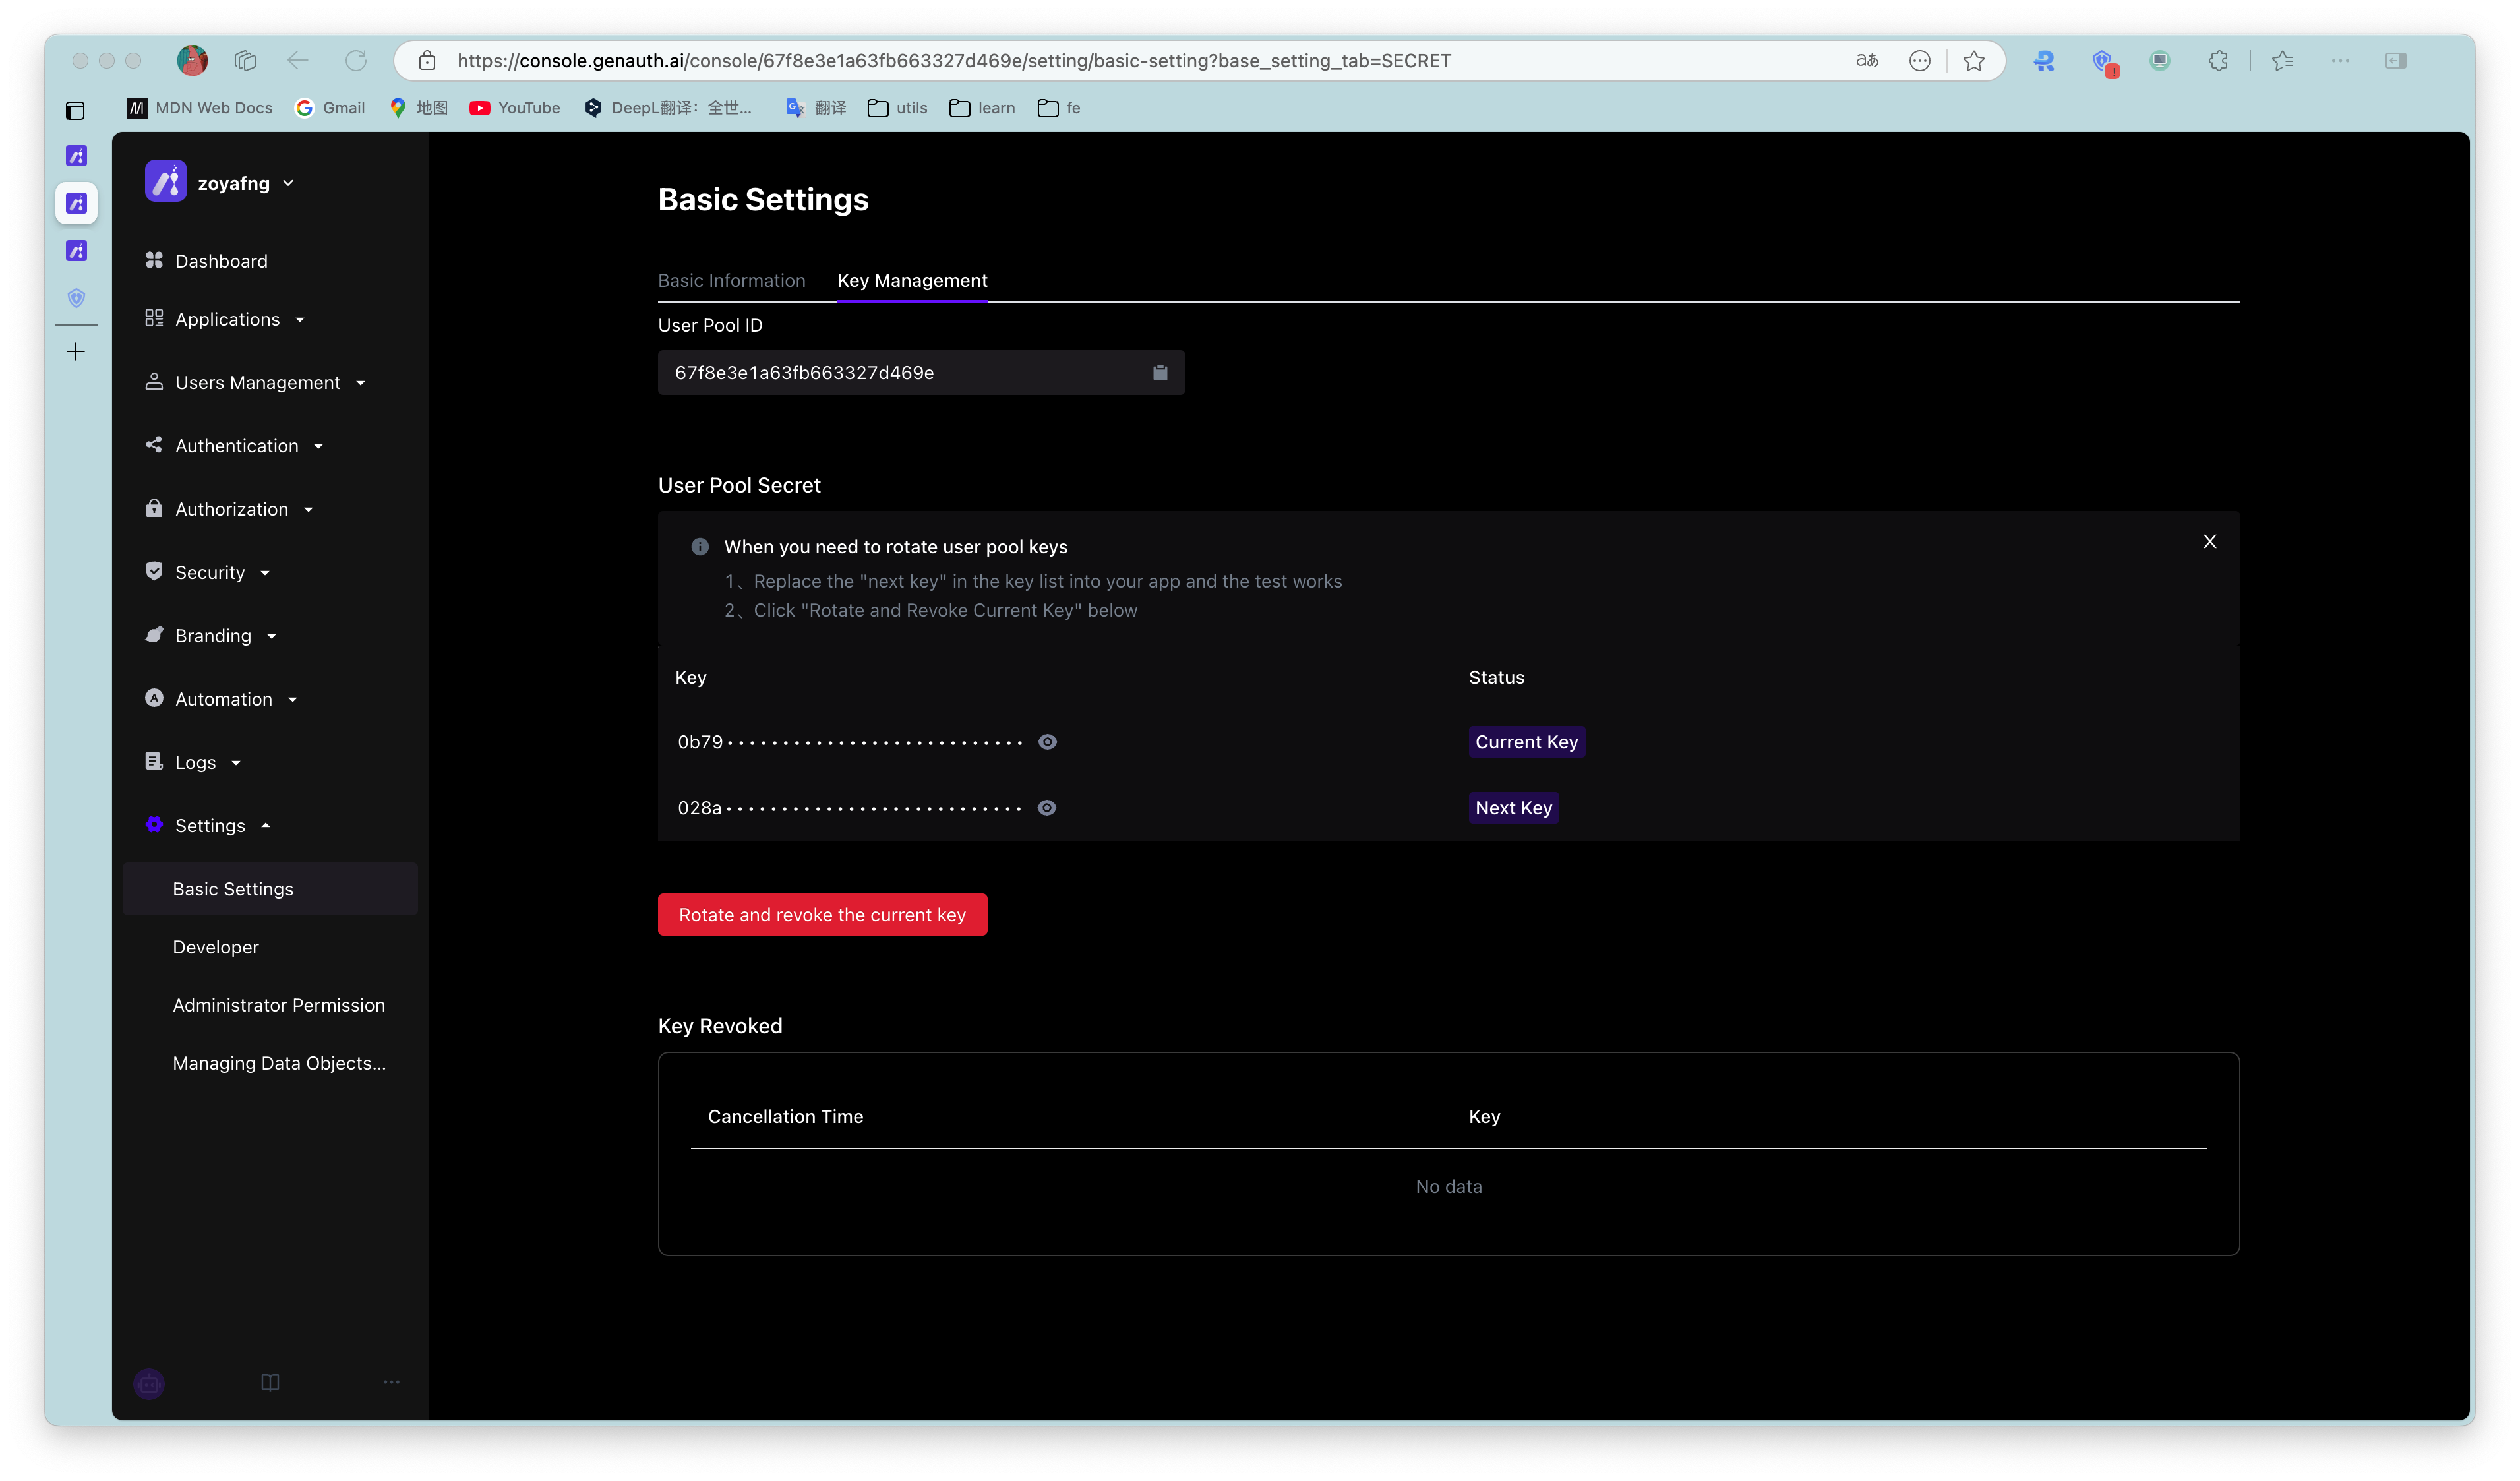 https://console.genauth.ai/console/67f8e3e1a63fb663327d469e/setting/basic-setting?base_setting_tab=SECRET
aあ
MDN Web Docs
Gmail
地图
YouTube
DeepL翻译：全世...
翻译
utils
learn
fe
zoyafng
Dashboard
Applications
Users Management
Authentication
Authorization
Security
Branding
Automation
Logs
Settings
Basic Settings
Developer
Administrator Permission
Managing Data Objects...
Basic Settings
Basic Information
Key Management
User Pool ID
67f8e3e1a63fb663327d469e
User Pool Secret
When you need to rotate user pool keys
1、Replace the "next key" in the key list into your app and the test works
2、Click "Rotate and Revoke Current Key" below
Key
Status
0b79•••••••••••••••••••••••••••
Current Key
028a•••••••••••••••••••••••••••
Next Key
Rotate and revoke the current key
Key Revoked
Cancellation Time
Key
No data